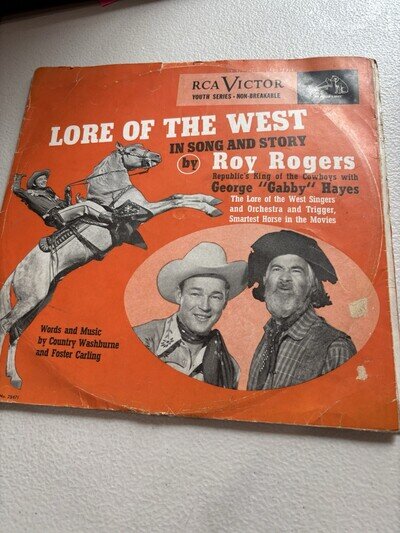 RCA VICTOR
YOUTH SERIES - NON-BREAKABLE
LORE OF THE WEST
IN SONG AND STORY
by Roy Rogers
Republic's King of the Cowboys with
George "Gabby" Hayes
The Lore of the West Singers
and Orchestra and Trigger,
Smartest Horse in the Movies
Words and Music
by Country Washburne
and Foster Carling